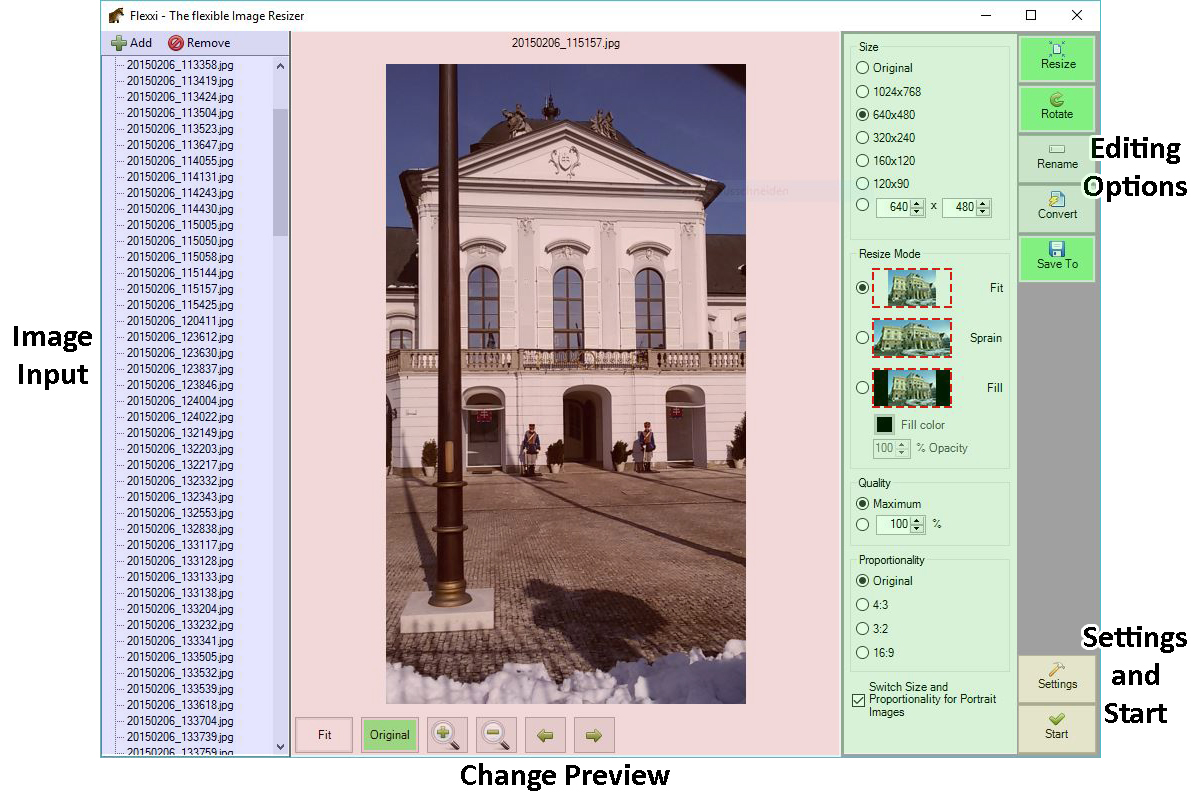 Flexxi - The flexible Image Resizer
Add
Remove
20150206_113358.jpg
20150206_113419.jpg
20150206_113424.jpg
20150206_113504.jpg
20150206_113523.jpg
20150206_113647.jpg
20150206_114055.jpg
20150206_114131.jpg
20150206_114243.jpg
20150206_114430.jpg
20150206_115005.jpg
20150206_115050.jpg
20150206_115058.jpg
20150206_115144.jpg
20150206_115157.jpg
20150206_115425.jpg
20150206_120411.jpg
20150206_123612.jpg
20150206_123630.jpg
20150206_123837.jpg
20150206_123846.jpg
20150206_124004.jpg
20150206_124022.jpg
20150206_132149.jpg
20150206_132203.jpg
20150206_132217.jpg
20150206_132332.jpg
20150206_132343.jpg
20150206_132553.jpg
20150206_132838.jpg
20150206_133117.jpg
20150206_133128.jpg
20150206_133133.jpg
20150206_133138.jpg
20150206_133204.jpg
20150206_133232.jpg
20150206_133341.jpg
20150206_133505.jpg
20150206_133532.jpg
20150206_133539.jpg
20150206_133618.jpg
20150206_133704.jpg
20150206_133739.jpg
20150206_133759.jpg
Image
Input
20150206_115157.jpg
Fit
Original
Change Preview
Size
Original
1024x768
640x480
320x240
160x120
120x90
640 x 480
Resize Mode
Fit
Sprain
Fill
Fill color
100 % Opacity
Quality
Maximum
100 %
Proportionality
Original
4:3
3:2
16:9
Switch Size and
Proportionality for Portrait
Images
Resize
Rotate
Rename
Convert
Save To
Editing
Options
Settings
Start
Settings
and
Start